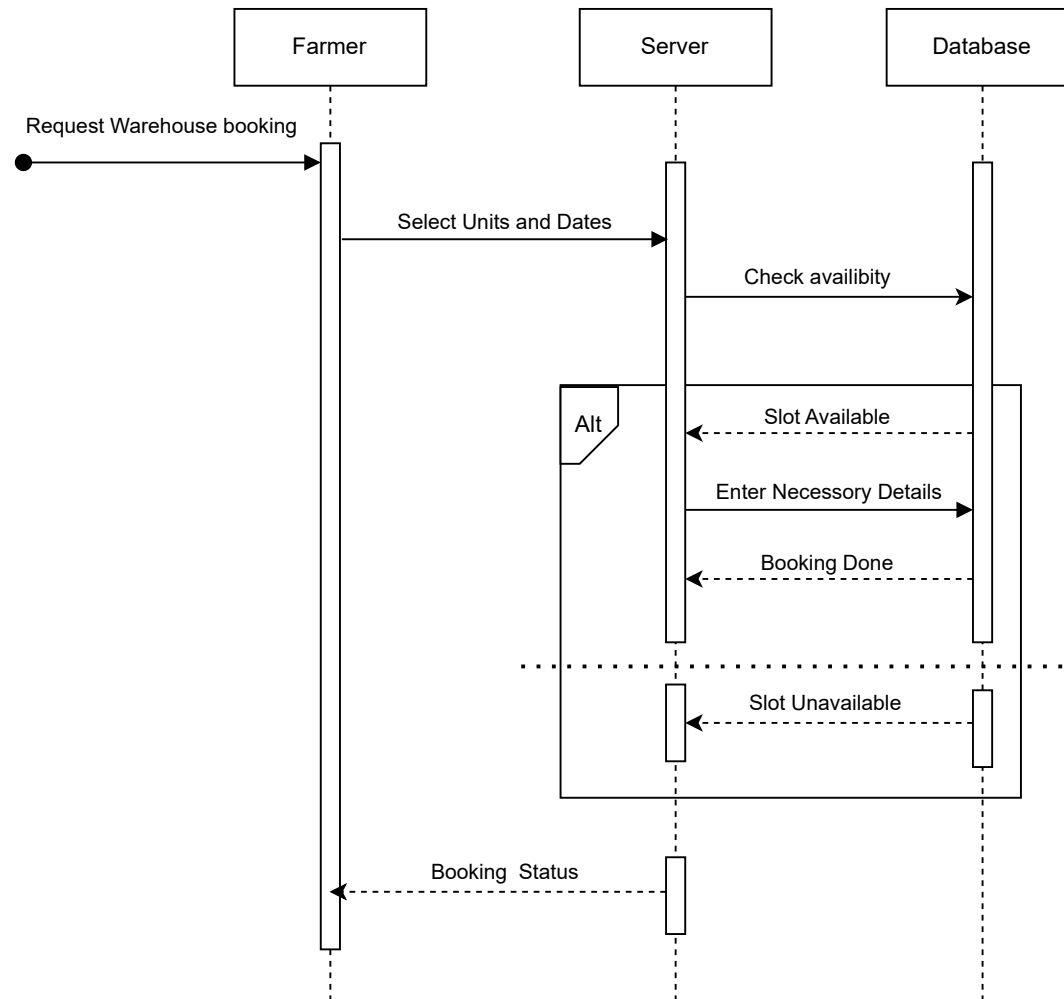 Farmer
Server
Database
Request Warehouse booking
Select Units and Dates
Check availibity
Alt
Slot Available
Enter Necessory Details
Booking Done
Slot Unavailable
Booking  Status